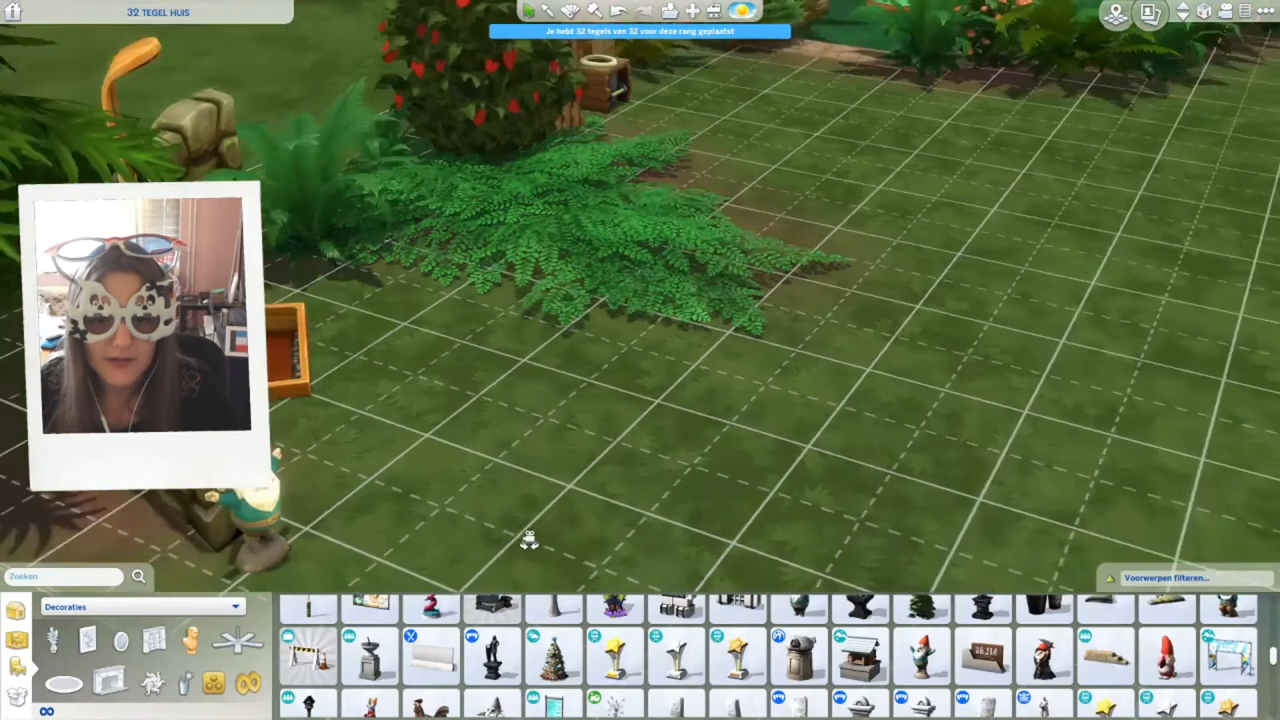 32 TEGEL HUIS
Je hebt 32 tegels van 32 voor deze rang geplaatst
Zoeken
Voorwerpen filteren...
Decoraties